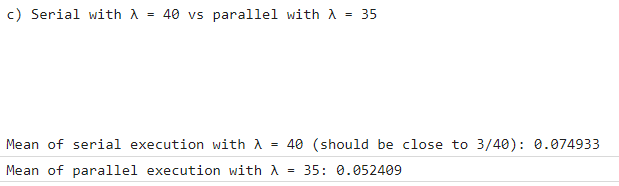 c) Serial with λ = 40 vs parallel with λ = 35
Mean of serial execution with λ = 40 (should be close to 3/40): 0.074933
Mean of parallel execution with λ = 35: 0.052409